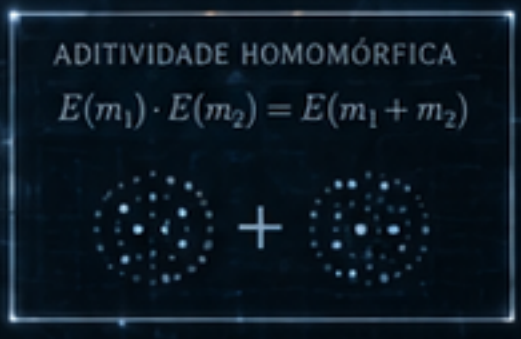 ADITIVIDADE HOMOMÓRFICA
E(m₁) · E(m₂) = E(m₁ + m₂)
+